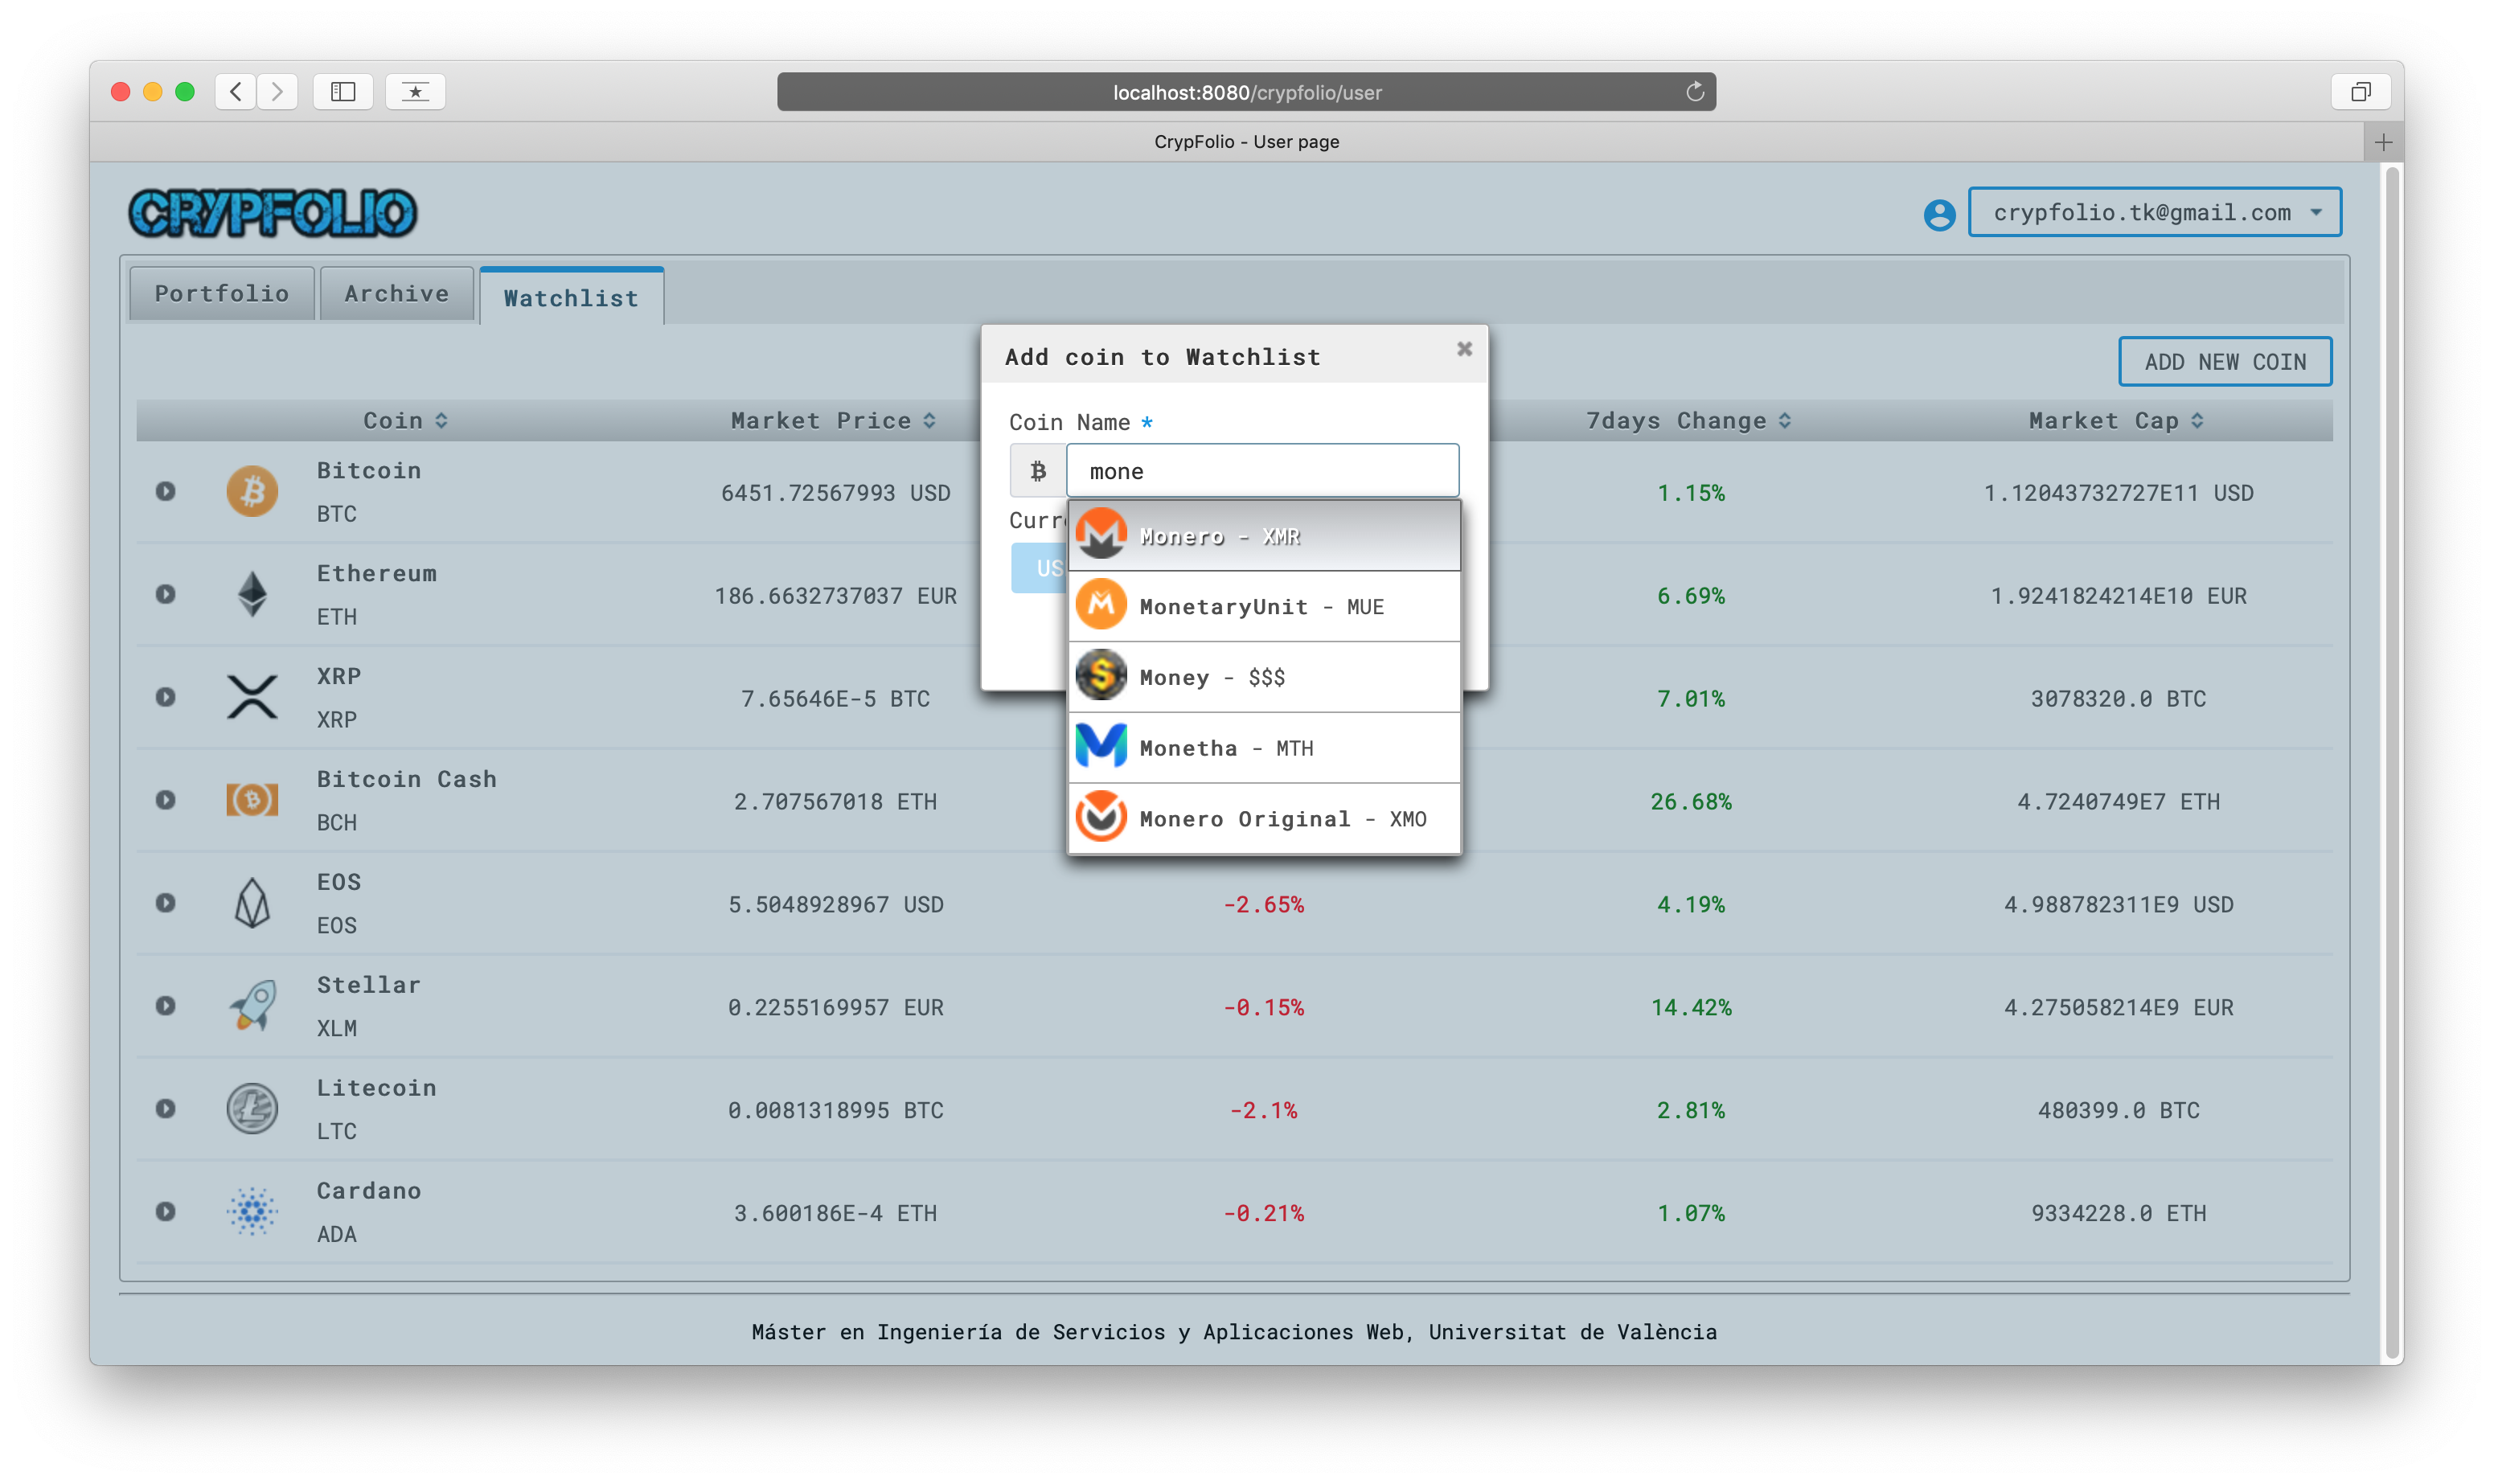 localhost:8080/crypfolio/user
CrypFolio - User page
CRYPFOLIO
crypfolio.tk@gmail.com
Portfolio Archive Watchlist
ADD NEW COIN
Add coin to Watchlist
Coin Name *
mone
Monero - XMR
MonetaryUnit - MUE
Money - $$$
Monetha - MTH
Monero Original - XMO
Coin Market Price 7days Change Market Cap
Bitcoin
BTC
6451.72567993 USD 1.15% 1.12043732727E11 USD
Ethereum
ETH
186.6632737037 EUR 6.69% 1.9241824214E10 EUR
XRP
XRP
7.65646E-5 BTC 7.01% 3078320.0 BTC
Bitcoin Cash
BCH
2.707567018 ETH 26.68% 4.7240749E7 ETH
EOS
EOS
5.5048928967 USD -2.65% 4.19% 4.988782311E9 USD
Stellar
XLM
0.2255169957 EUR -0.15% 14.42% 4.275058214E9 EUR
Litecoin
LTC
0.0081318995 BTC -2.1% 2.81% 480399.0 BTC
Cardano
ADA
3.600186E-4 ETH -0.21% 1.07% 9334228.0 ETH
Máster en Ingeniería de Servicios y Aplicaciones Web, Universitat de València